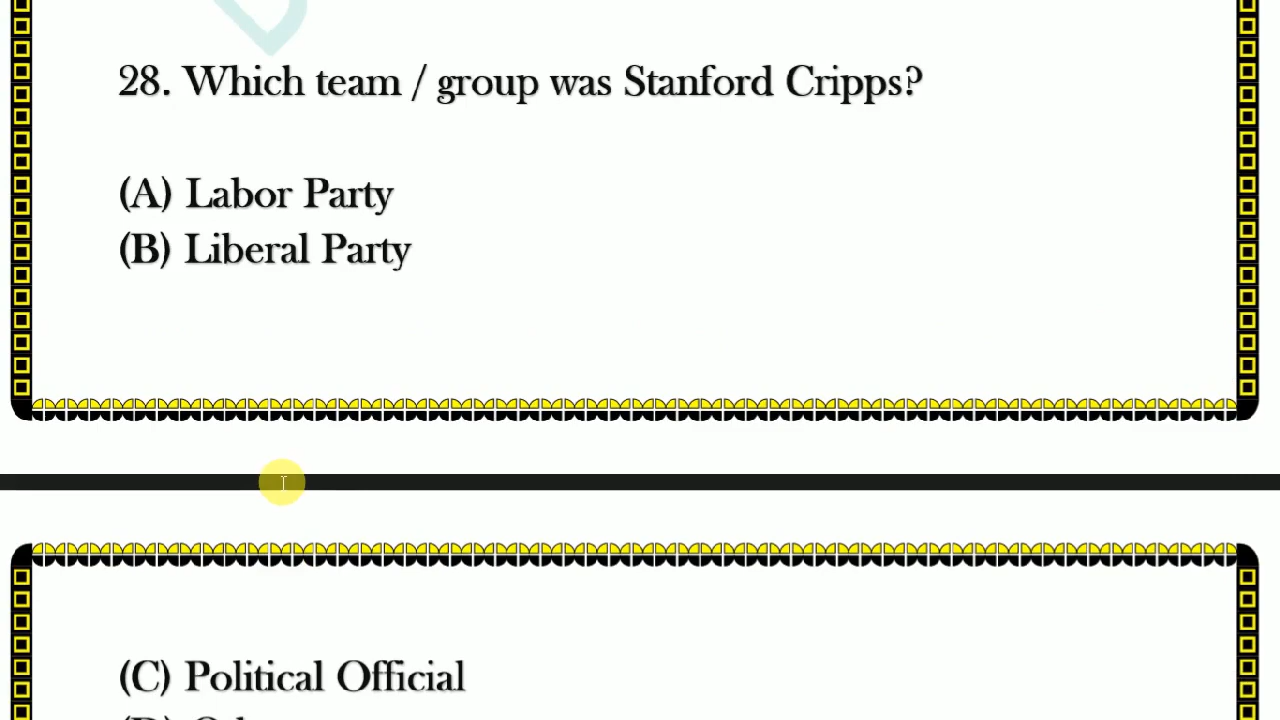 28. Which team / group was Stanford Cripps?
(A) Labor Party
(B) Liberal Party
(C) Political Official